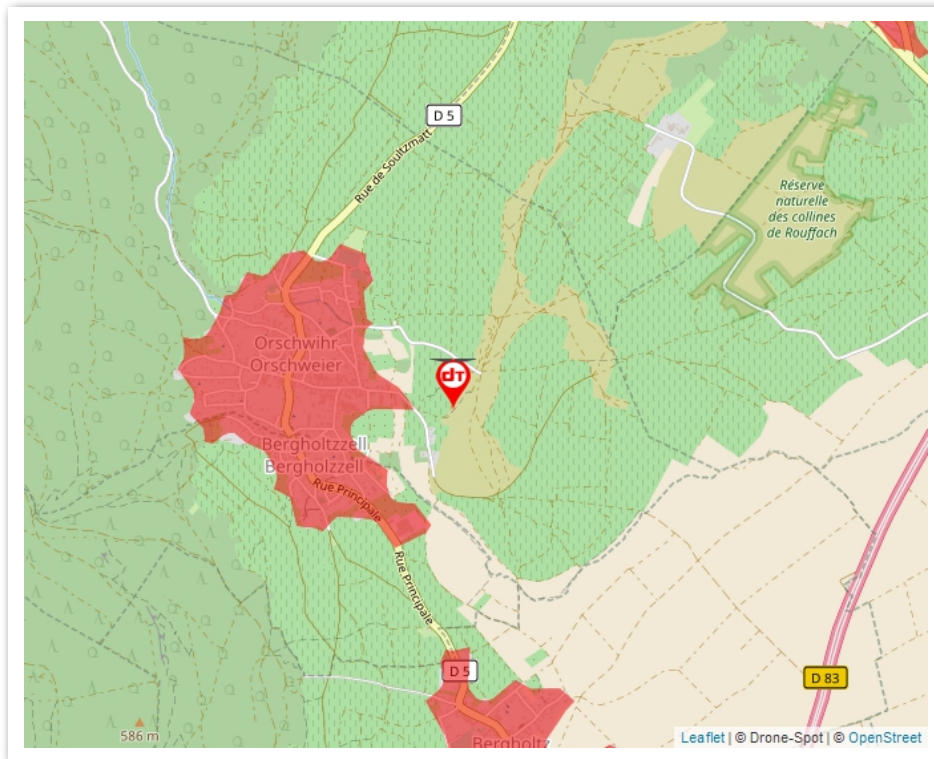 D 5
Rue de Soultzmatt
Réserve
naturelle
des collines
de Rouffach
Orschwihr
Orschweier
dT
Bergholtzzell
Bergholzzell
Rue Principale
Rue Principale
D 5
D 83
586 m
Bergholtz
Leaflet | © Drone-Spot | © OpenStreet